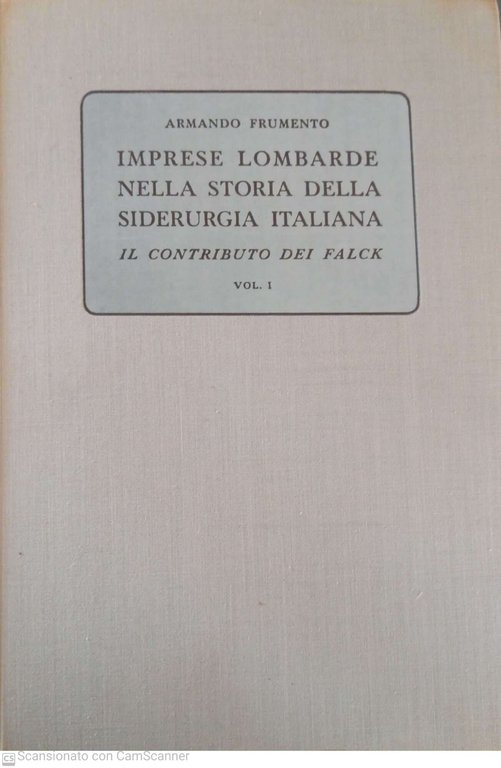 ARMANDO FRUMENTO
IMPRESE LOMBARDE
NELLA STORIA DELLA
SIDERURGIA ITALIANA
IL CONTRIBUTO DEI FALCK
VOL. I
CS Scansionato con CamScanner